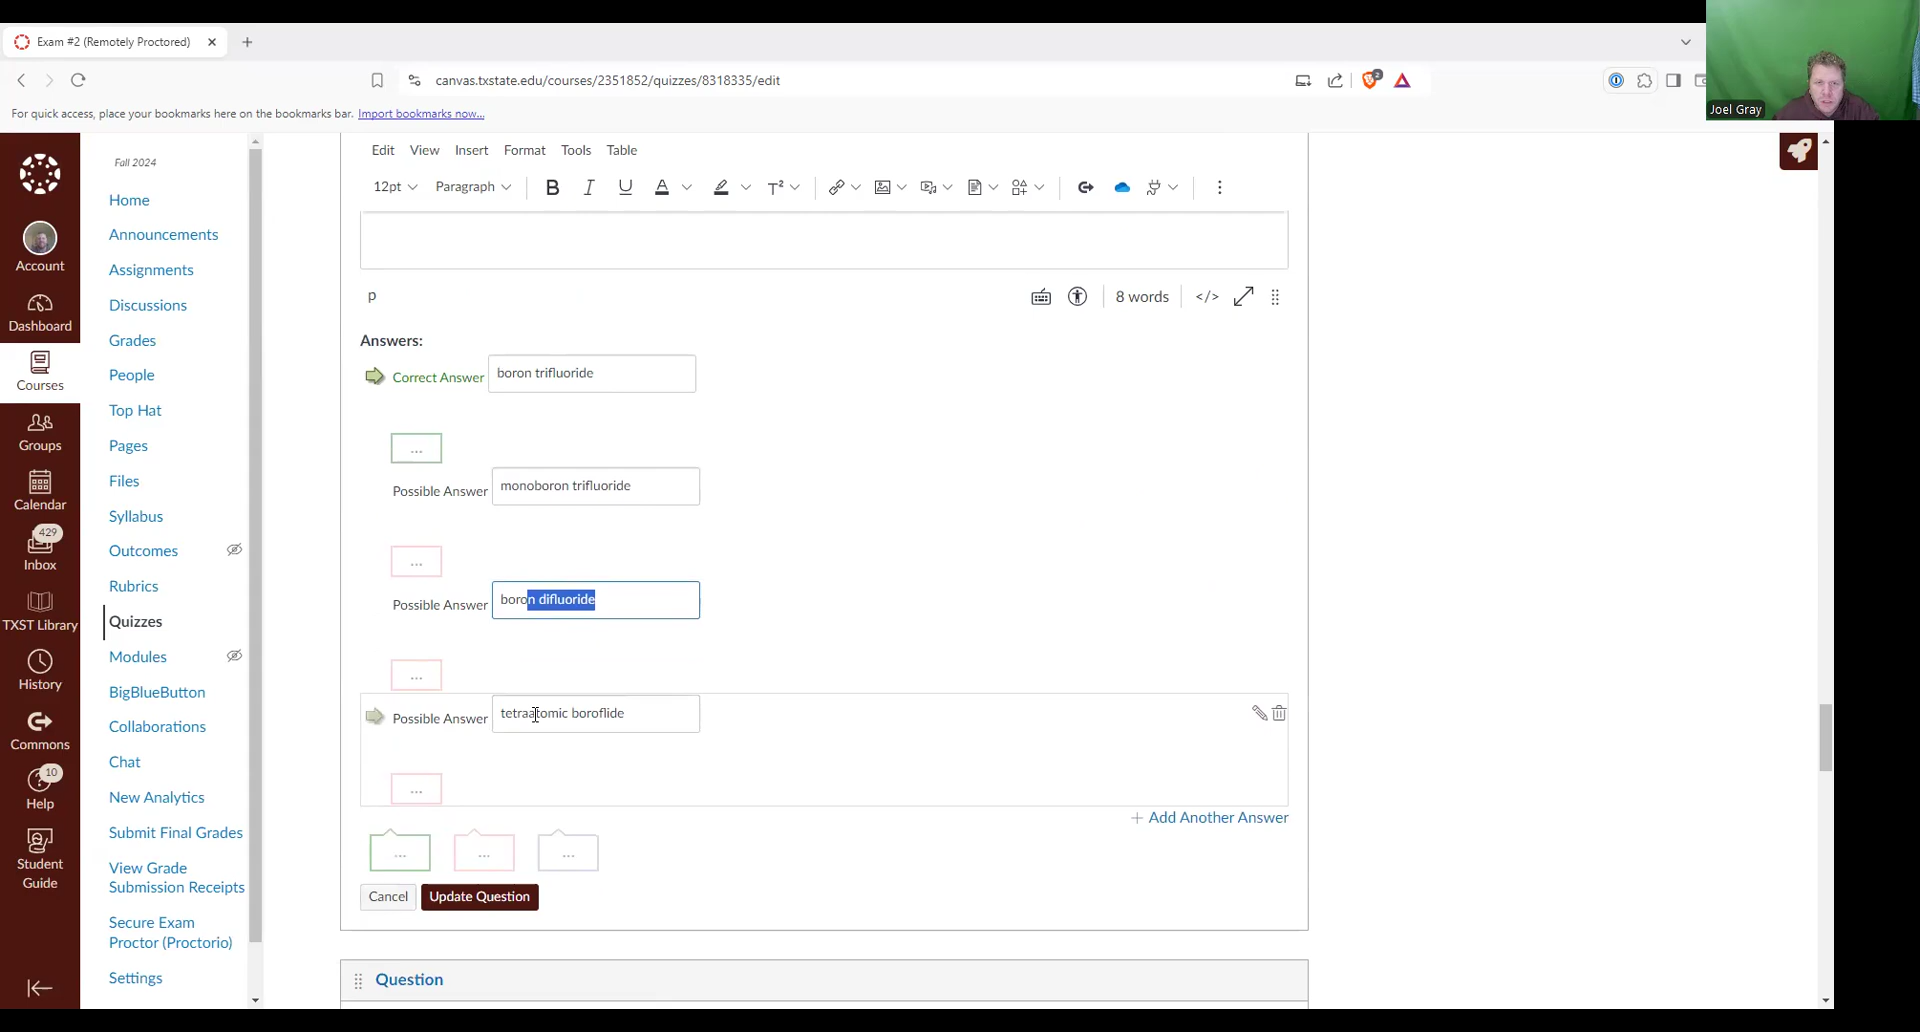 Exam #2 (Remotely Proctored)
canvas.txstate.edu/courses/2351852/quizzes/8318335/edit
2
For quick access, place your bookmarks here on the bookmarks bar. Import bookmarks now...
Joel Gray
Account
Dashboard
Courses
Groups
Calendar
429
Inbox
TXST Library
History
Commons
10
Help
Student
Guide
Fall 2024
Home
Announcements
Assignments
Discussions
Grades
People
Top Hat
Pages
Files
Syllabus
Outcomes
Rubrics
Quizzes
Modules
BigBlueButton
Collaborations
Chat
New Analytics
Submit Final Grades
View Grade
Submission Receipts
Secure Exam
Proctor (Proctorio)
Settings
Edit View Insert Format Tools Table
12pt Paragraph B I U A T²
p 8 words </>
Answers:
Correct Answer boron trifluoride
...
Possible Answer monoboron trifluoride
...
Possible Answer boron difluoride
...
Possible Answer tetraatomic boroflide
...
+ Add Another Answer
... ... ...
Cancel Update Question
Question